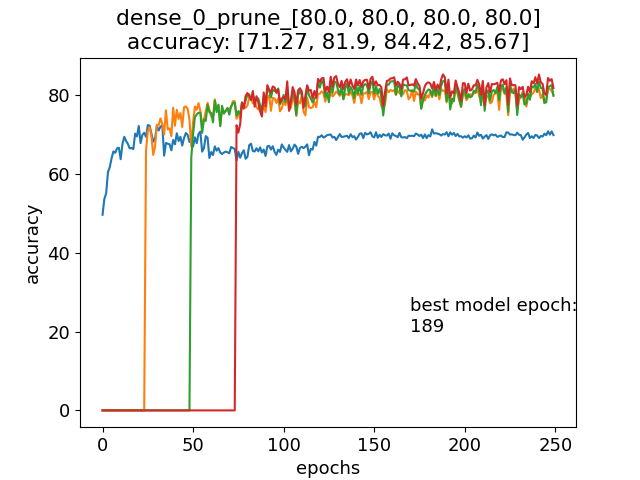 dense_0_prune_[80.0, 80.0, 80.0, 80.0]
accuracy: [71.27, 81.9, 84.42, 85.67]
80
60
40
20
0
accuracy
best model epoch:
189
0 50 100 150 200 250
epochs